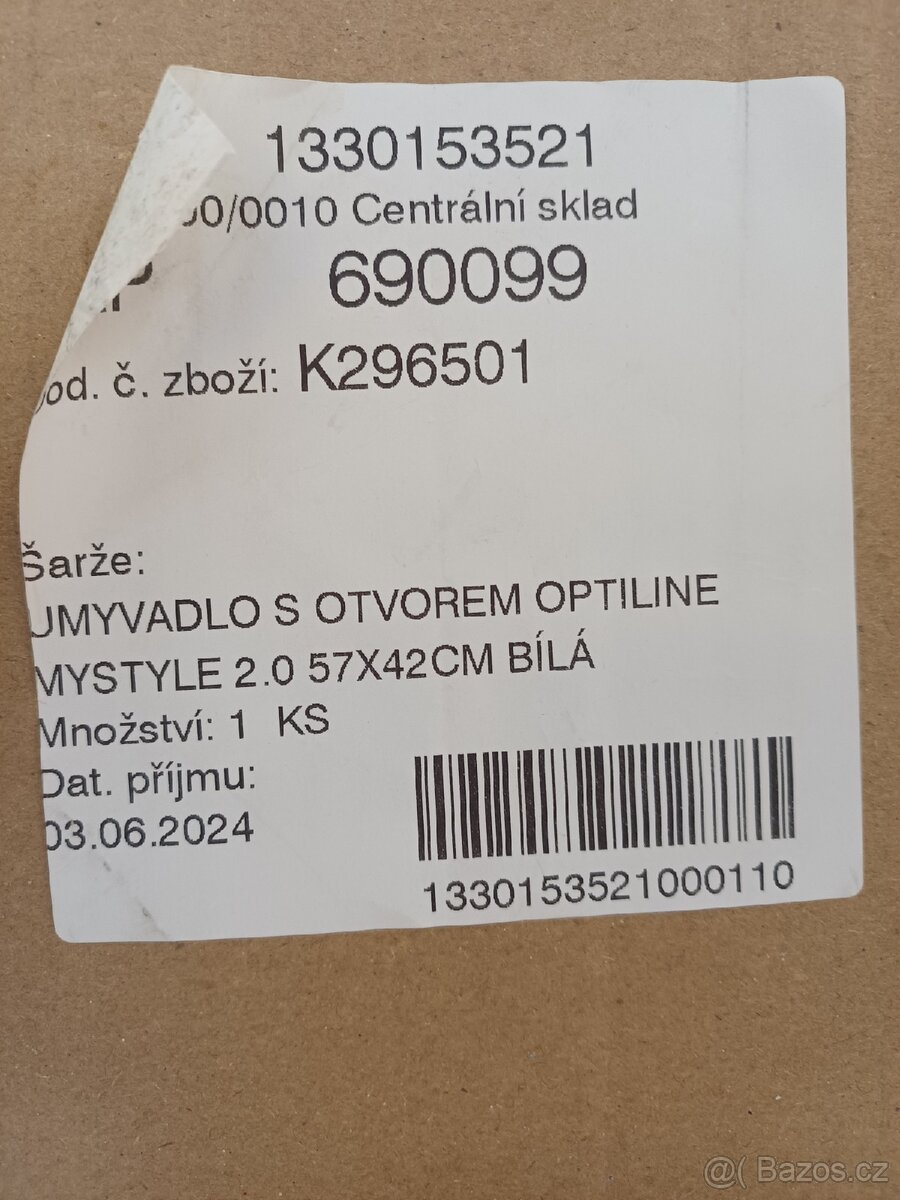 1330153521
00/0010 Centrální sklad
690099
od. č. zboží: K296501
Šarže:
UMYVADLO S OTVOREM OPTILINE
MYSTYLE 2.0 57X42CM BÍLÁ
Množství: 1 KS
Dat. příjmu:
03.06.2024
1330153521000110
@( Bazos.cz